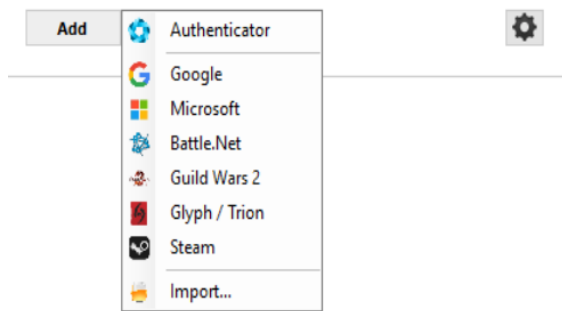 Add
Authenticator
Google
Microsoft
Battle.Net
Guild Wars 2
Glyph / Trion
Steam
Import...